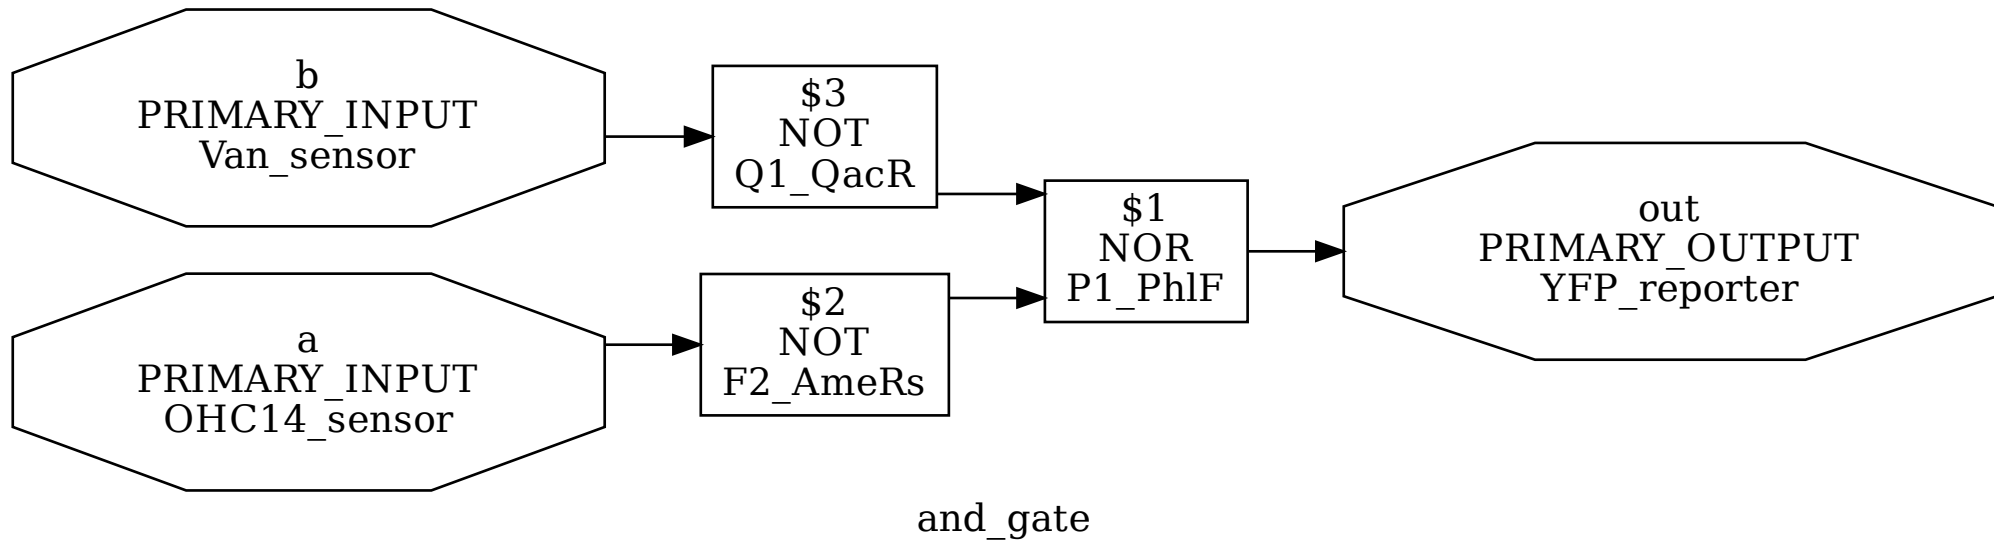 b
PRIMARY_INPUT
Van_sensor
$3
NOT
Q1_QacR
a
PRIMARY_INPUT
OHC14_sensor
$2
NOT
F2_AmeRs
$1
NOR
P1_PhlF
out
PRIMARY_OUTPUT
YFP_reporter
and_gate